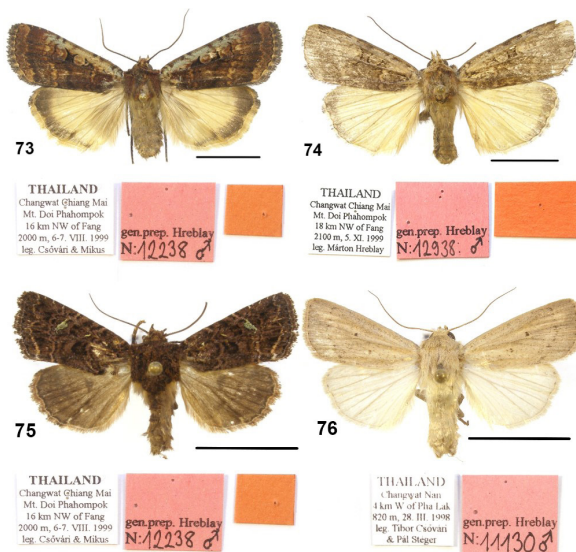 73
74
THAILAND
Changwat Chiang Mai
Mt. Doi Phahompok
16 km NW of Fang
2000 m, 6-7. VIII. 1999
leg. Csővári & Mikus
gen.prep. Hreblay
N:12238 ♂
THAILAND
Changwat Chiang Mai
Mt. Doi Phahompok
18 km NW of Fang
2100 m, 5. XI. 1999
leg. Márton Hreblay
gen.prep. Hreblay
N:12938. ♂
75
76
THAILAND
Changwat Chiang Mai
Mt. Doi Phahompok
16 km NW of Fang
2000 m, 6-7. VIII. 1999
leg. Csővári & Mikus
gen.prep. Hreblay
N:12238 ♂
THAILAND
Changwat Nan
4 km W of Pha Lak
820 m, 28. III. 1998
leg. Tibor Csővári
& Pál Steger
gen.prep. Hreblay
N:11130 ♂